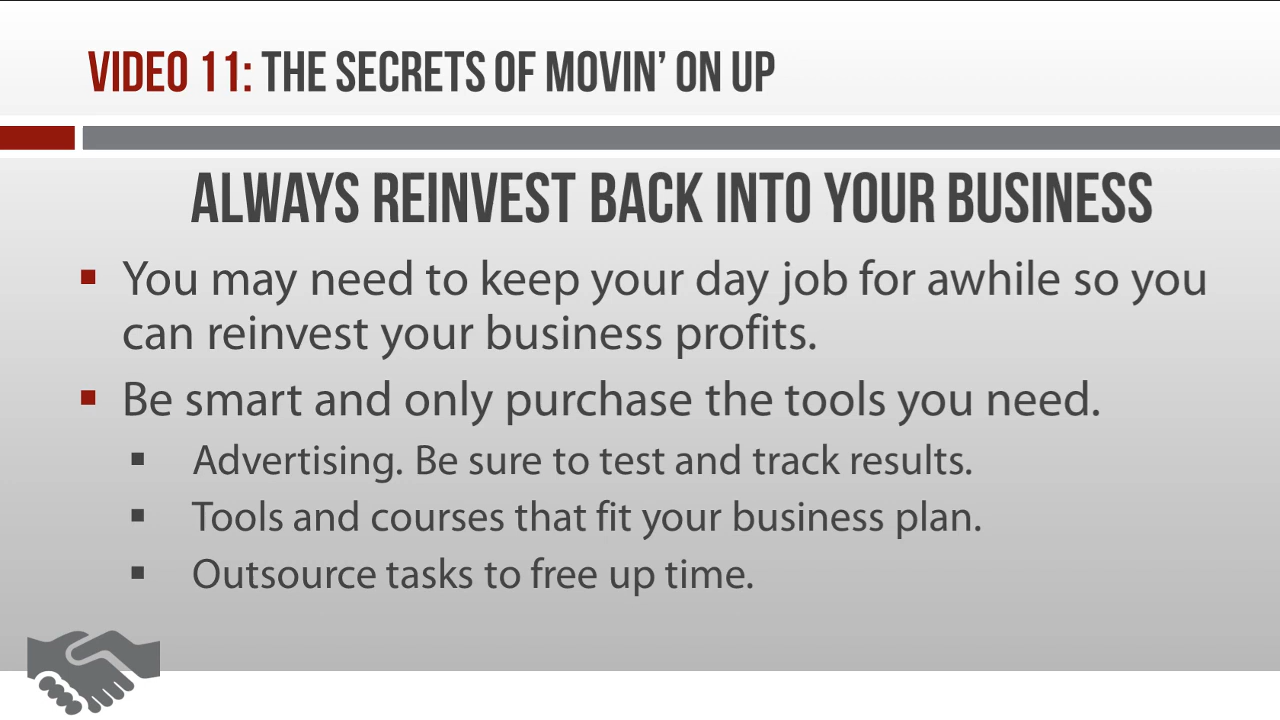 VIDEO 11: THE SECRETS OF MOVIN' ON UP
ALWAYS REINVEST BACK INTO YOUR BUSINESS
▪ You may need to keep your day job for awhile so you
can reinvest your business profits.
▪ Be smart and only purchase the tools you need.
▪ Advertising. Be sure to test and track results.
▪ Tools and courses that fit your business plan.
▪ Outsource tasks to free up time.